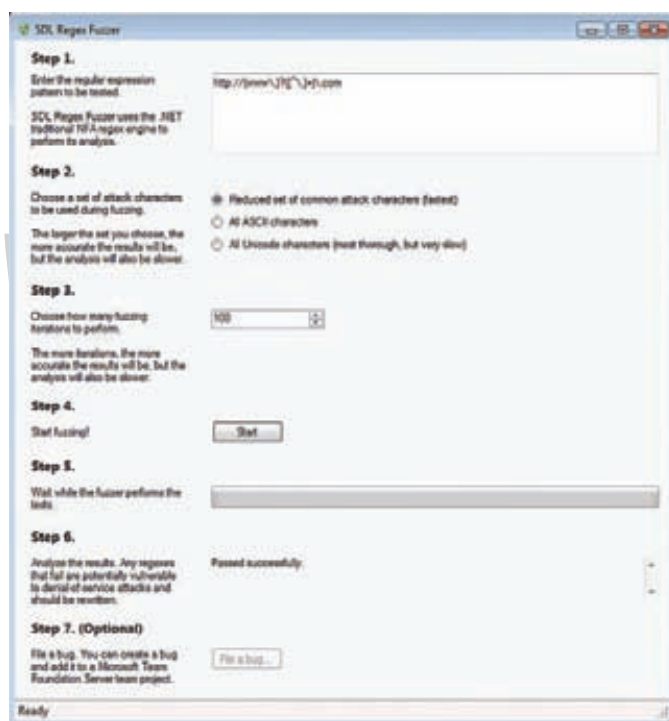 SDL Regex Fuzzer
Step 1.
Enter the regular expression
pattern to be tested.
SDL Regex Fuzzer uses the .NET
traditional NFA regex engine to
perform its analysis.
Step 2.
Choose a set of attack characters
to be used during fuzzing.
The larger the set you choose, the
more accurate the results will be,
but the analysis will also be slower.
Reduced set of common attack characters (fastest)
All ASCII characters
All Unicode characters (most thorough, but very slow)
Step 3.
Choose how many fuzzing
iterations to perform.
The more iterations, the more
accurate the results will be, but the
analysis will also be slower.
100
Step 4.
Start fuzzing!
Start
Step 5.
Wait while the fuzzer performs the
tests.
Step 6.
Analyze the results. Any regexes
that fail are potentially vulnerable
to denial-of-service attacks and
should be rewritten.
Passed successfully.
Step 7. (Optional)
File a bug. You can create a bug
and add it to a Microsoft Team
Foundation Server team project.
File a bug...
Ready